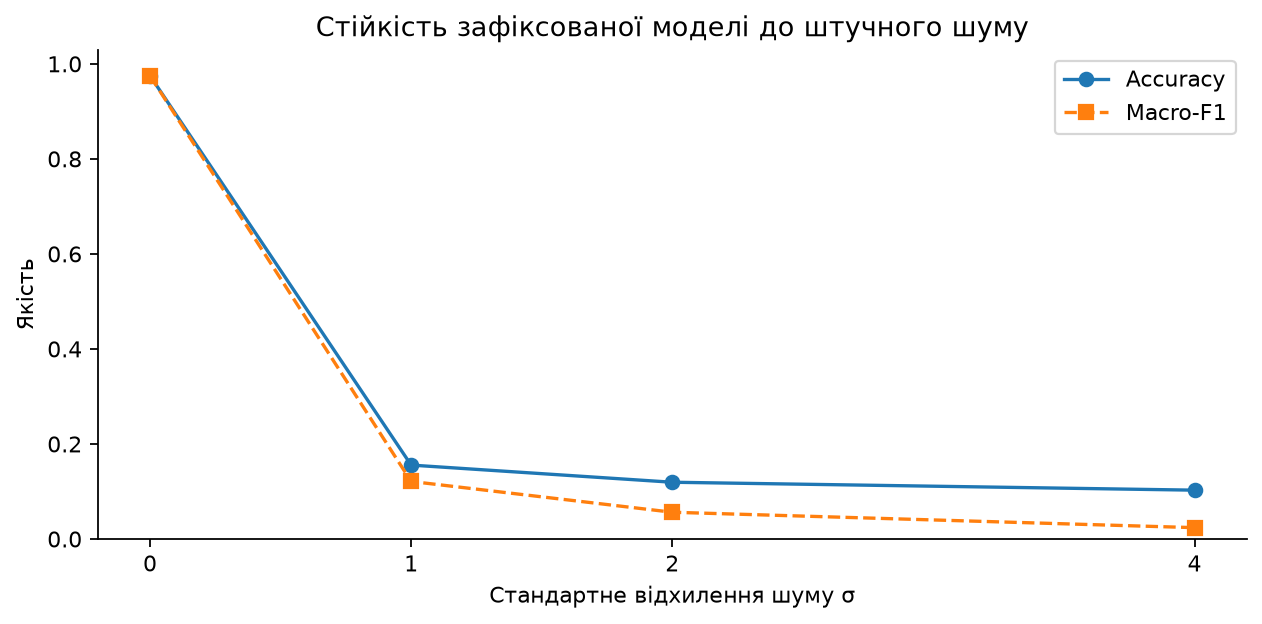 Стійкість зафіксованої моделі до штучного шуму
Accuracy
Macro-F1
Якість
1.0
0.8
0.6
0.4
0.2
0.0
0 1 2 4
Стандартне відхилення шуму σ